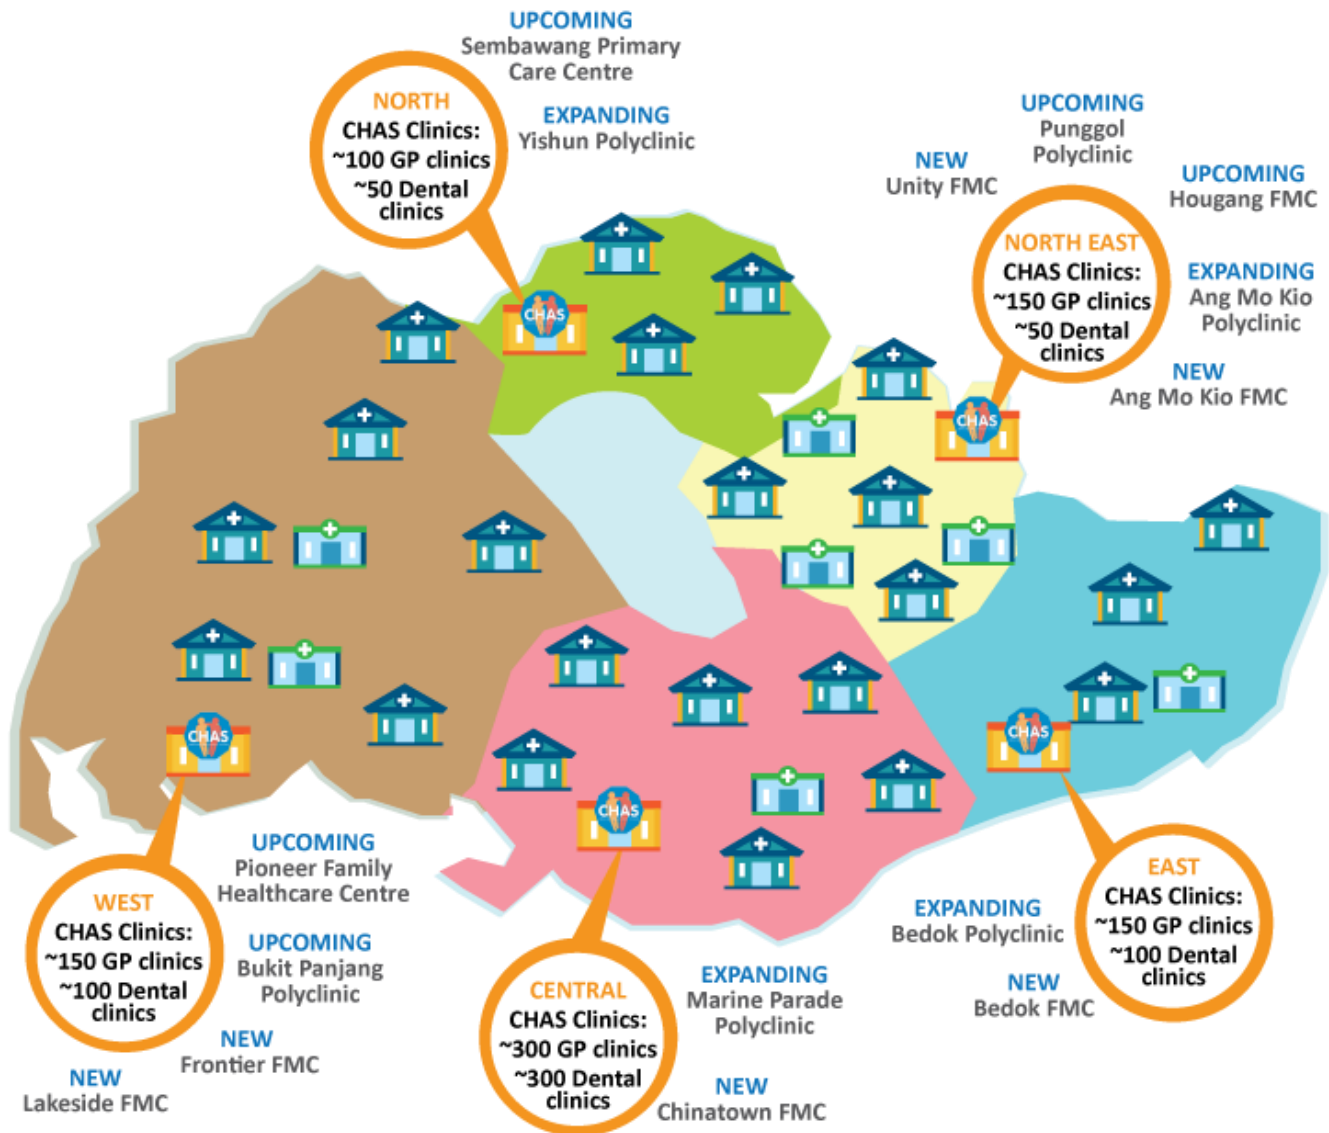 UPCOMING
Sembawang Primary
Care Centre
EXPANDING
Yishun Polyclinic
NORTH
CHAS Clinics:
~100 GP clinics
~50 Dental
clinics
UPCOMING
Punggol
Polyclinic
NEW
Unity FMC
UPCOMING
Hougang FMC
NORTH EAST
CHAS Clinics:
~150 GP clinics
~50 Dental
clinics
EXPANDING
Ang Mo Kio
Polyclinic
NEW
Ang Mo Kio FMC
CHAS
CHAS
CHAS
CHAS
CHAS
UPCOMING
Pioneer Family
Healthcare Centre
WEST
CHAS Clinics:
~150 GP clinics
~100 Dental
clinics
UPCOMING
Bukit Panjang
Polyclinic
NEW
Frontier FMC
NEW
Lakeside FMC
CENTRAL
CHAS Clinics:
~300 GP clinics
~300 Dental
clinics
EXPANDING
Marine Parade
Polyclinic
NEW
Chinatown FMC
EXPANDING
Bedok Polyclinic
NEW
Bedok FMC
EAST
CHAS Clinics:
~150 GP clinics
~100 Dental
clinics